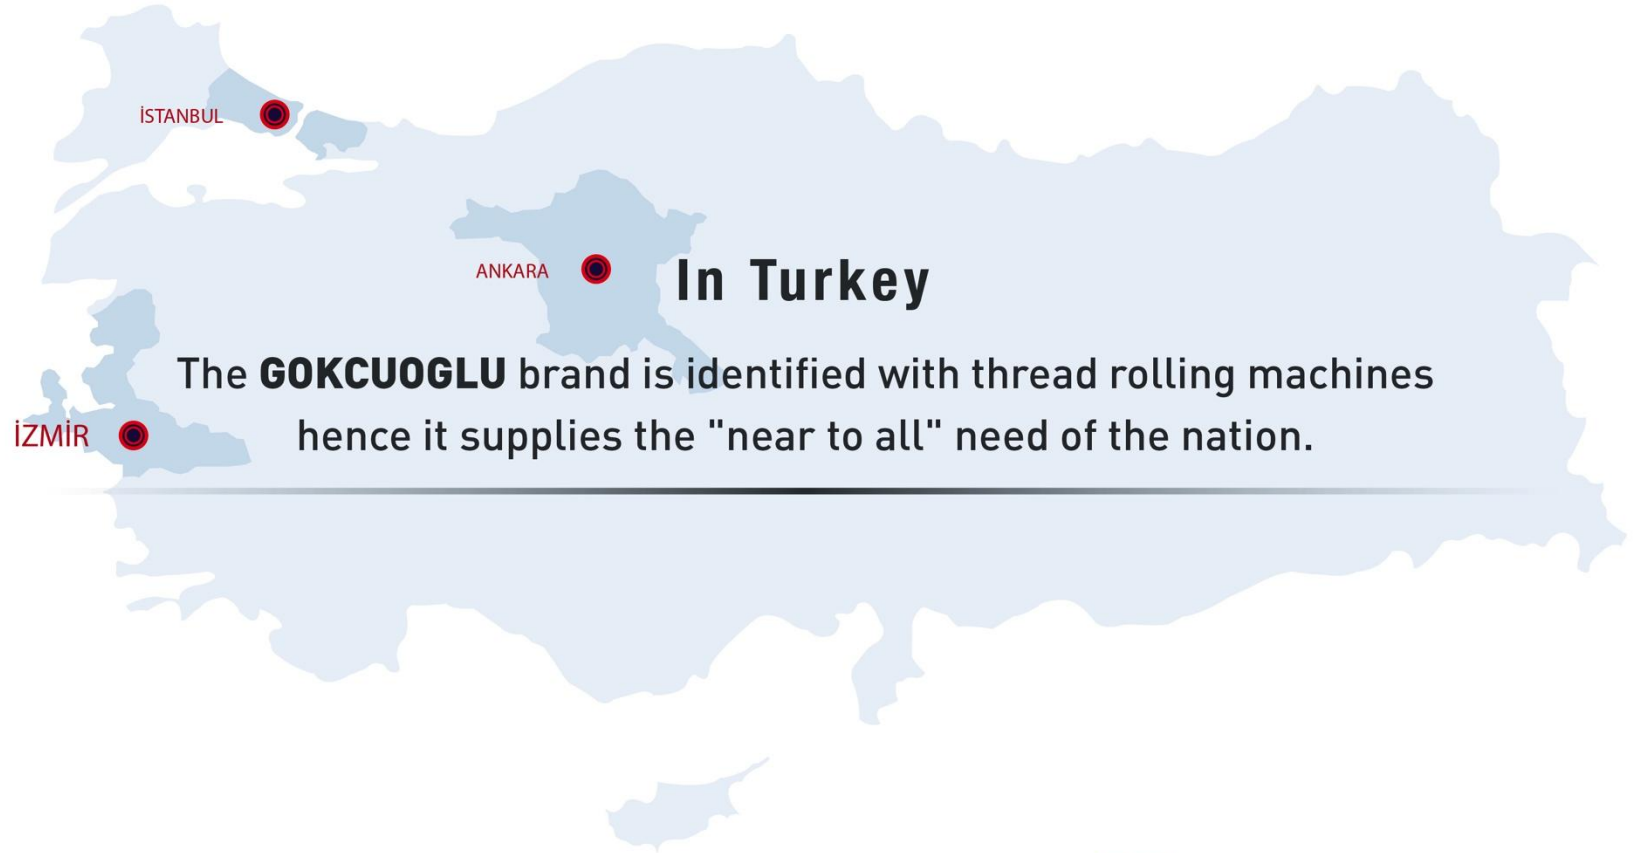 İSTANBUL
ANKARA
In Turkey
The GOKCUOGLU brand is identified with thread rolling machines
İZMİR
hence it supplies the "near to all" need of the nation.